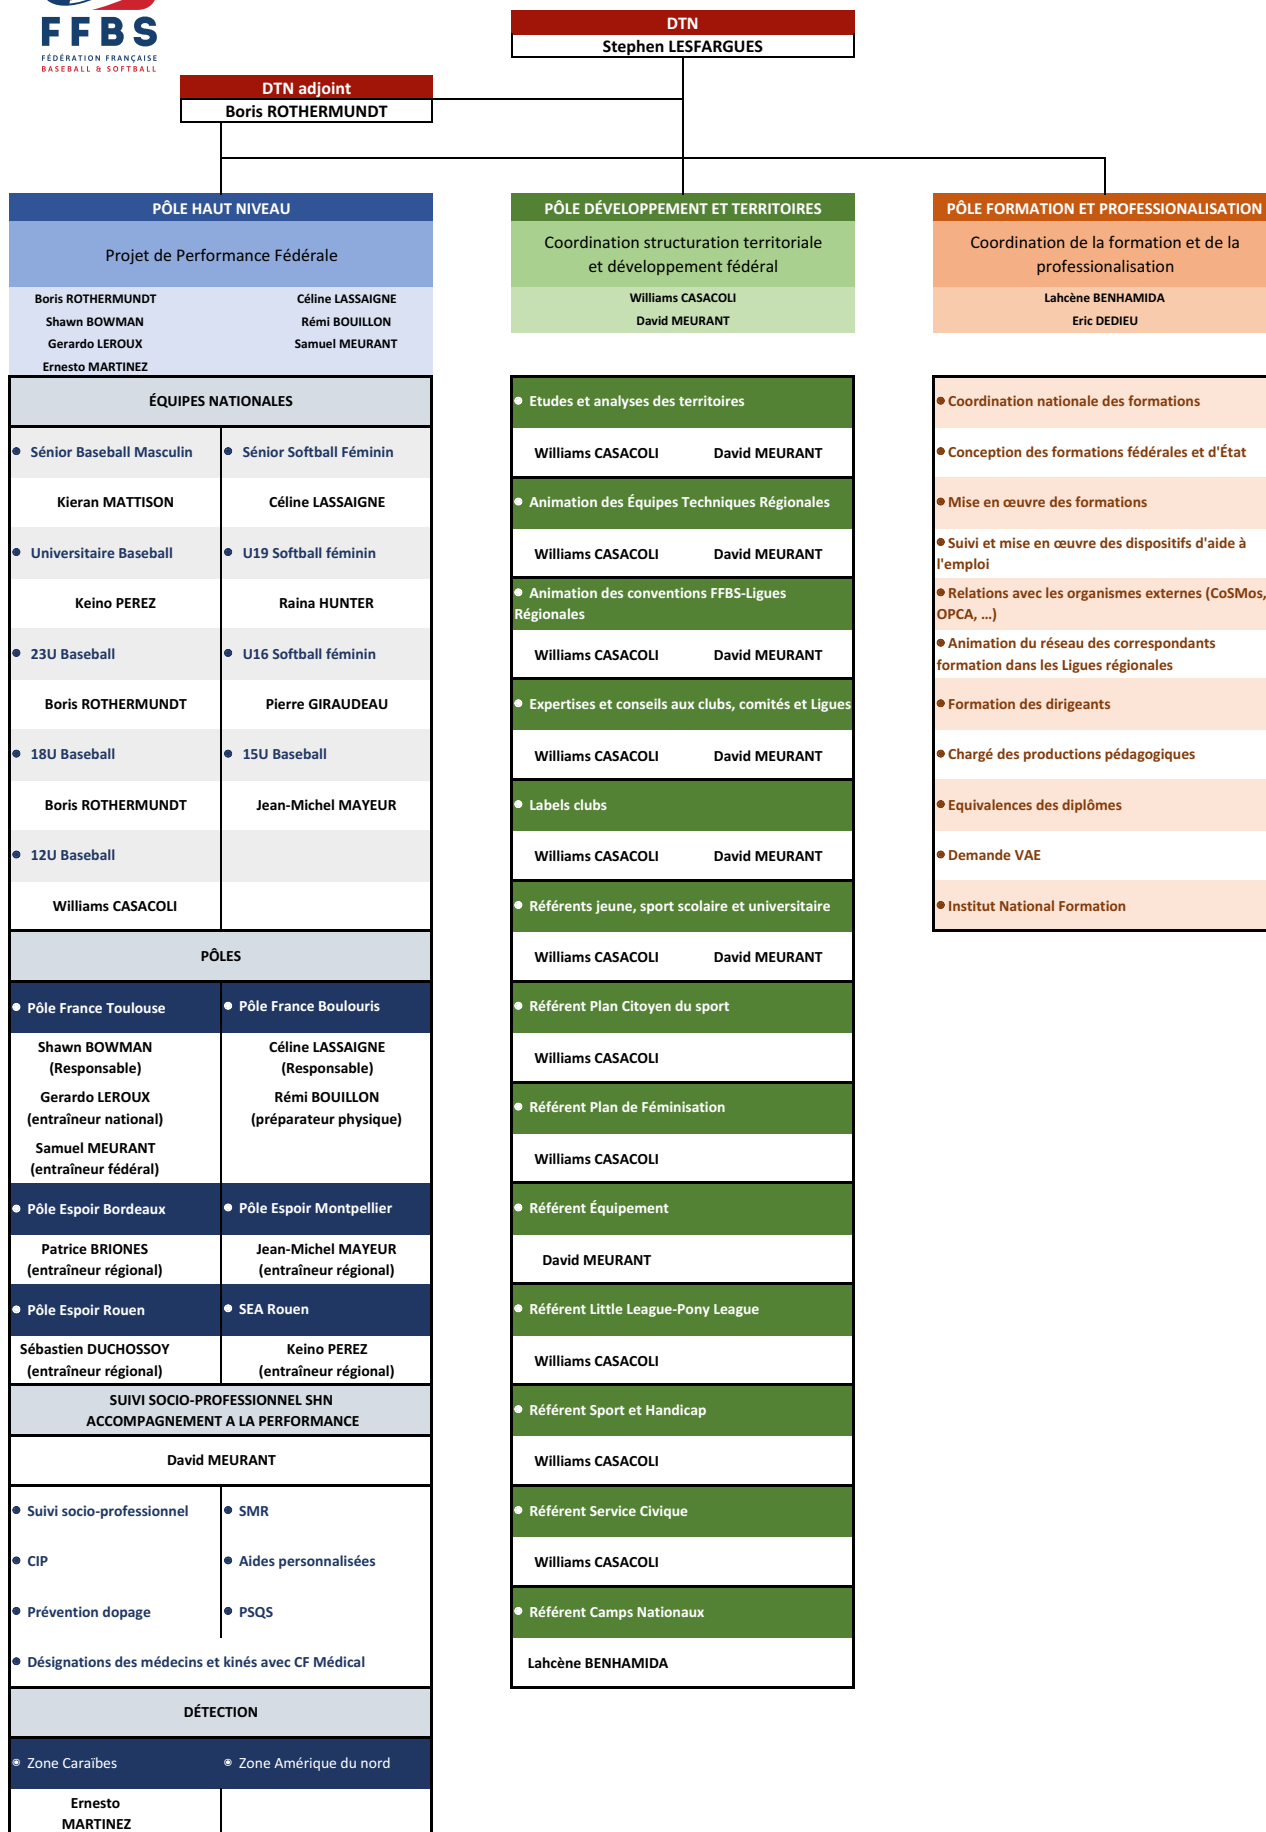 FFBS
FÉDÉRATION FRANÇAISE
BASEBALL & SOFTBALL
DTN
Stephen LESFARGUES
DTN adjoint
Boris ROTHERMUNDT
PÔLE HAUT NIVEAU
Projet de Performance Fédérale
Boris ROTHERMUNDT
Céline LASSAIGNE
Shawn BOWMAN
Rémi BOUILLON
Gerardo LEROUX
Samuel MEURANT
Ernesto MARTINEZ
ÉQUIPES NATIONALES
• Sénior Baseball Masculin
• Sénior Softball Féminin
Kieran MATTISON
Céline LASSAIGNE
• Universitaire Baseball
• U19 Softball féminin
Keino PEREZ
Raina HUNTER
• 23U Baseball
• U16 Softball féminin
Boris ROTHERMUNDT
Pierre GIRAUDEAU
• 18U Baseball
• 15U Baseball
Boris ROTHERMUNDT
Jean-Michel MAYEUR
• 12U Baseball
Williams CASACOLI
PÔLES
• Pôle France Toulouse
• Pôle France Boulouris
Shawn BOWMAN
(Responsable)
Céline LASSAIGNE
(Responsable)
Gerardo LEROUX
(entraîneur national)
Rémi BOUILLON
(préparateur physique)
Samuel MEURANT
(entraîneur fédéral)
• Pôle Espoir Bordeaux
• Pôle Espoir Montpellier
Patrice BRIONES
(entraîneur régional)
Jean-Michel MAYEUR
(entraîneur régional)
• Pôle Espoir Rouen
• SEA Rouen
Sébastien DUCHOSSOY
(entraîneur régional)
Keino PEREZ
(entraîneur régional)
SUIVI SOCIO-PROFESSIONNEL SHN
ACCOMPAGNEMENT A LA PERFORMANCE
David MEURANT
• Suivi socio-professionnel
• SMR
• CIP
• Aides personnalisées
• Prévention dopage
• PSQS
• Désignations des médecins et kinés avec CF Médical
DÉTECTION
• Zone Caraïbes
• Zone Amérique du nord
Ernesto
MARTINEZ
PÔLE DÉVELOPPEMENT ET TERRITOIRES
Coordination structuration territoriale
et développement fédéral
Williams CASACOLI
David MEURANT
• Etudes et analyses des territoires
Williams CASACOLI David MEURANT
• Animation des Équipes Techniques Régionales
Williams CASACOLI David MEURANT
• Animation des conventions FFBS-Ligues
Régionales
Williams CASACOLI David MEURANT
• Expertises et conseils aux clubs, comités et Ligues
Williams CASACOLI David MEURANT
• Labels clubs
Williams CASACOLI David MEURANT
• Référents jeune, sport scolaire et universitaire
Williams CASACOLI David MEURANT
• Référent Plan Citoyen du sport
Williams CASACOLI
• Référent Plan de Féminisation
Williams CASACOLI
• Référent Équipement
David MEURANT
• Référent Little League-Pony League
Williams CASACOLI
• Référent Sport et Handicap
Williams CASACOLI
• Référent Service Civique
Williams CASACOLI
• Référent Camps Nationaux
Lahcène BENHAMIDA
PÔLE FORMATION ET PROFESSIONALISATION
Coordination de la formation et de la
professionalisation
Lahcène BENHAMIDA
Eric DEDIEU
• Coordination nationale des formations
• Conception des formations fédérales et d'État
• Mise en œuvre des formations
• Suivi et mise en œuvre des dispositifs d'aide à
l'emploi
• Relations avec les organismes externes (CoSMos,
OPCA, ...)
• Animation du réseau des correspondants
formation dans les Ligues régionales
• Formation des dirigeants
• Chargé des productions pédagogiques
• Equivalences des diplômes
• Demande VAE
• Institut National Formation